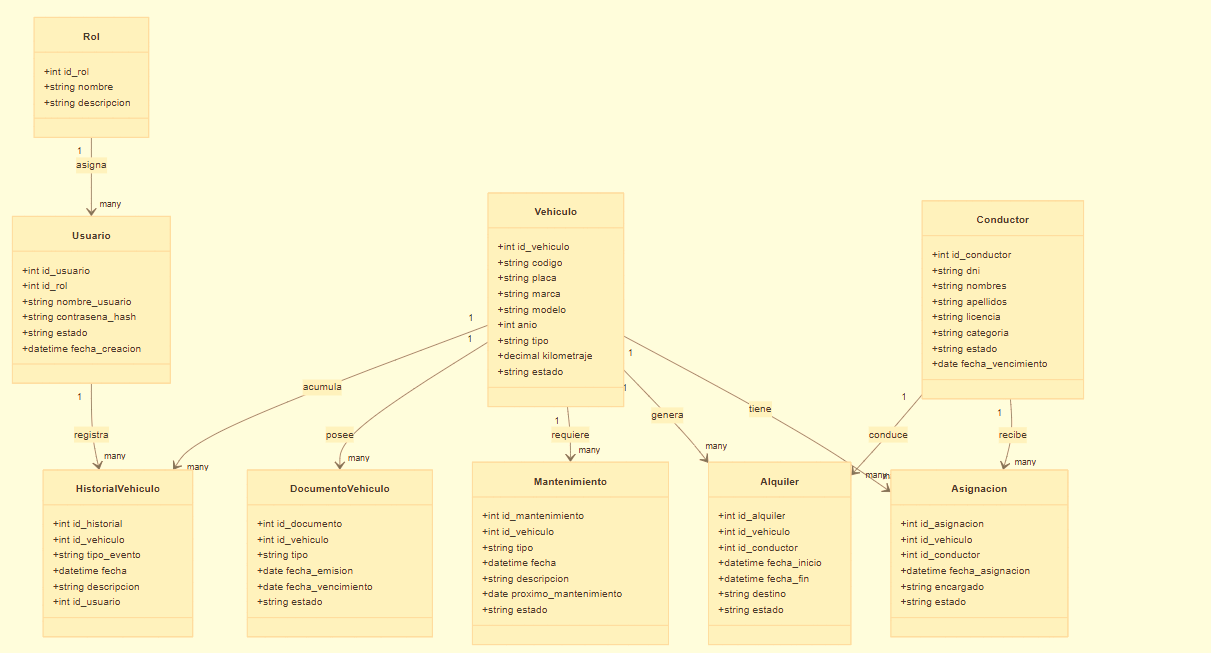 Rol
+int id_rol
+string nombre
+string descripcion
1
asigna
many
Usuario
+int id_usuario
+int id_rol
+string nombre_usuario
+string contrasena_hash
+string estado
+datetime fecha_creacion
Vehiculo
+int id_vehiculo
+string codigo
+string placa
+string marca
+string modelo
+int anio
+string tipo
+decimal kilometraje
+string estado
Conductor
+int id_conductor
+string dni
+string nombres
+string apellidos
+string licencia
+string categoria
+string estado
+date fecha_vencimiento
1
registra
many
1
acumula
many
1
posee
many
1
requiere
many
1
genera
many
1
tiene
1
conduce
many
1
recibe
many
HistorialVehiculo
+int id_historial
+int id_vehiculo
+string tipo_evento
+datetime fecha
+string descripcion
+int id_usuario
DocumentoVehiculo
+int id_documento
+int id_vehiculo
+string tipo
+date fecha_emision
+date fecha_vencimiento
+string estado
Mantenimiento
+int id_mantenimiento
+int id_vehiculo
+string tipo
+datetime fecha
+string descripcion
+date proximo_mantenimiento
+string estado
Alquiler
+int id_alquiler
+int id_vehiculo
+int id_conductor
+datetime fecha_inicio
+datetime fecha_fin
+string destino
+string estado
Asignacion
+int id_asignacion
+int id_vehiculo
+int id_conductor
+datetime fecha_asignacion
+string encargado
+string estado